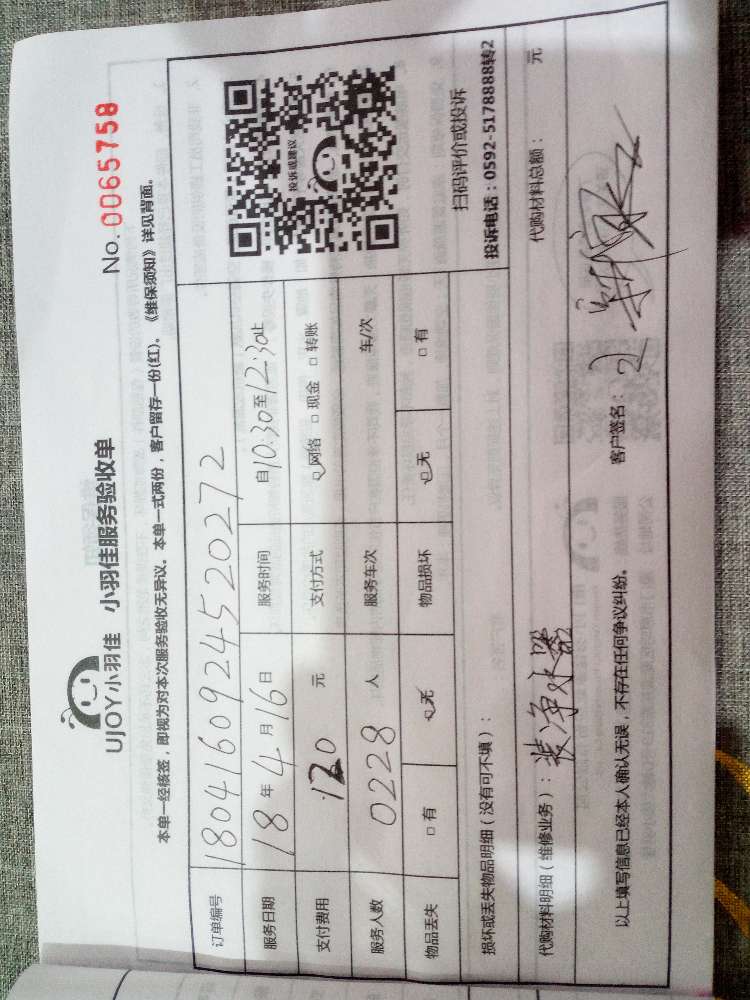 UJOY小羽佳 小羽佳服务验收单
No. 0065758
本单一经核签，即视为对本次服务验收无异议。本单一式两份，客户留存一份(红)。《维保须知》详见背面。
订单编号 1804160924520272
投诉或建议
服务日期 18年4月16日 服务时间 自10:30至12:30止
支付费用 120 元 支付方式 网络 □现金 □转账
服务人数 0228 人 服务车次 车/次
物品丢失 □有 无 物品损坏 无 □有
扫码评价或投诉
投诉电话：0592-5178888转2
损坏或丢失物品明细（没有可不填）：
代购材料明细（维修业务）：装净水器 代购材料总额： 元
以上填写信息已经本人确认无误，不存在任何争议纠纷。 客户签名：